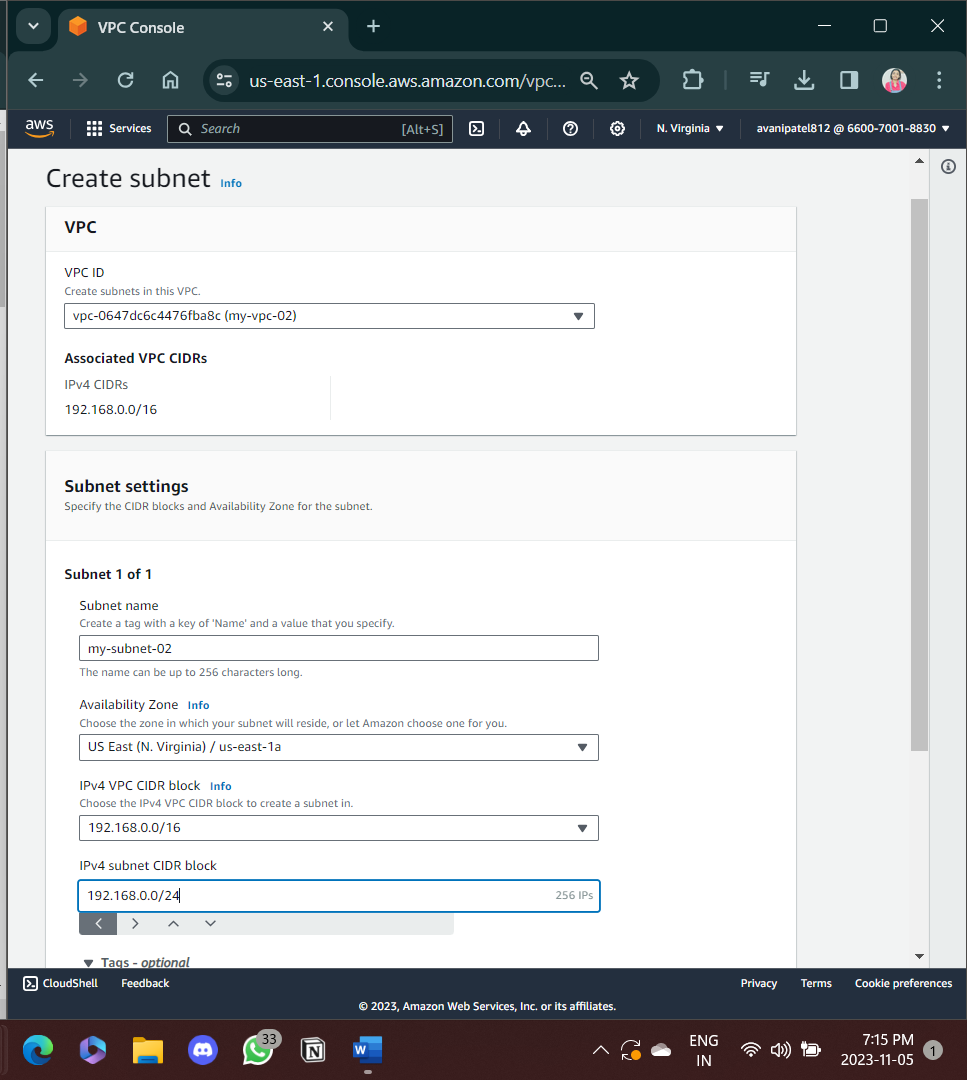 VPC Console
us-east-1.console.aws.amazon.com/vpc...
aws
Services
Search
[Alt+S]
N. Virginia
avanipatel812 @ 6600-7001-8830
Create subnet Info
VPC
VPC ID
Create subnets in this VPC.
vpc-0647dc6c4476fba8c (my-vpc-02)
Associated VPC CIDRs
IPv4 CIDRs
192.168.0.0/16
Subnet settings
Specify the CIDR blocks and Availability Zone for the subnet.
Subnet 1 of 1
Subnet name
Create a tag with a key of 'Name' and a value that you specify.
my-subnet-02
The name can be up to 256 characters long.
Availability Zone Info
Choose the zone in which your subnet will reside, or let Amazon choose one for you.
US East (N. Virginia) / us-east-1a
IPv4 VPC CIDR block Info
Choose the IPv4 VPC CIDR block to create a subnet in.
192.168.0.0/16
IPv4 subnet CIDR block
192.168.0.0/24
256 IPs
Tags - optional
CloudShell
Feedback
Privacy
Terms
Cookie preferences
© 2023, Amazon Web Services, Inc. or its affiliates.
33
ENG
IN
7:15 PM
2023-11-05
1